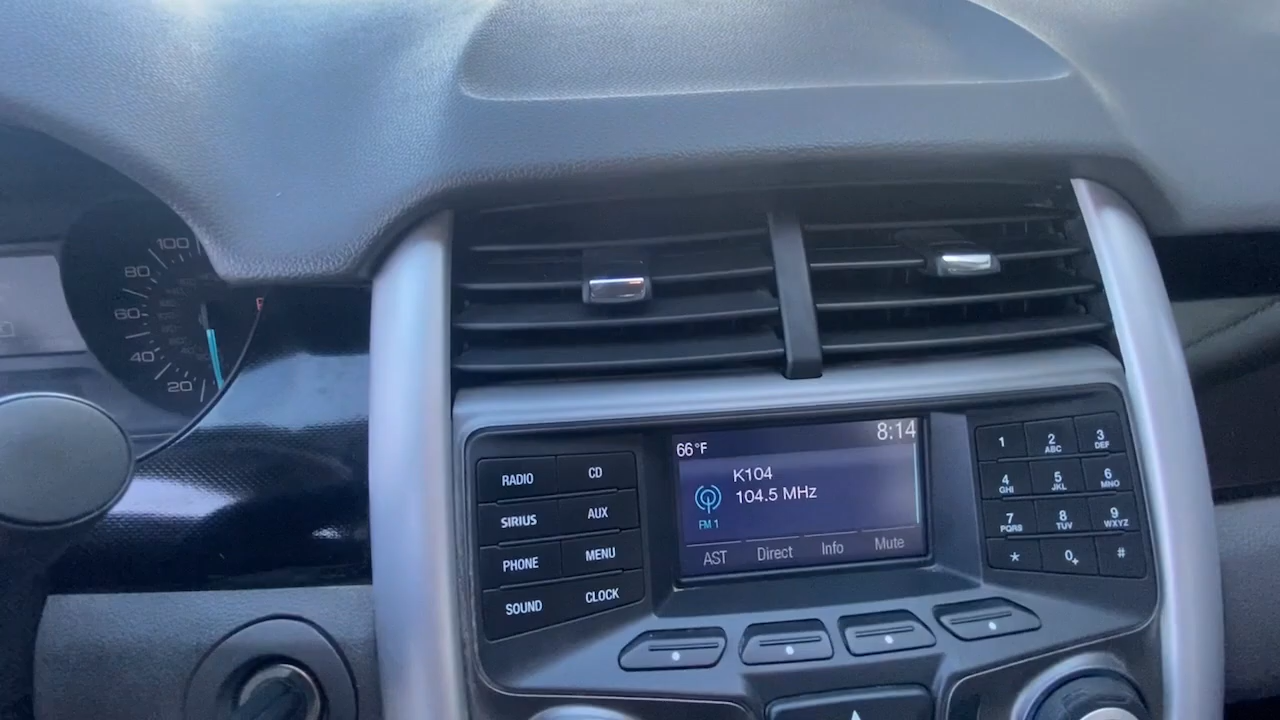 100
80
60
40
20
E
66°F
8:14
K104
104.5 MHz
FM 1
AST Direct Info Mute
RADIO CD
SIRIUS AUX
PHONE MENU
SOUND CLOCK
1 2 ABC 3 DEF
4 GHI 5 JKL 6 MNO
7 PQRS 8 TUV 9 WXYZ
* 0+ #